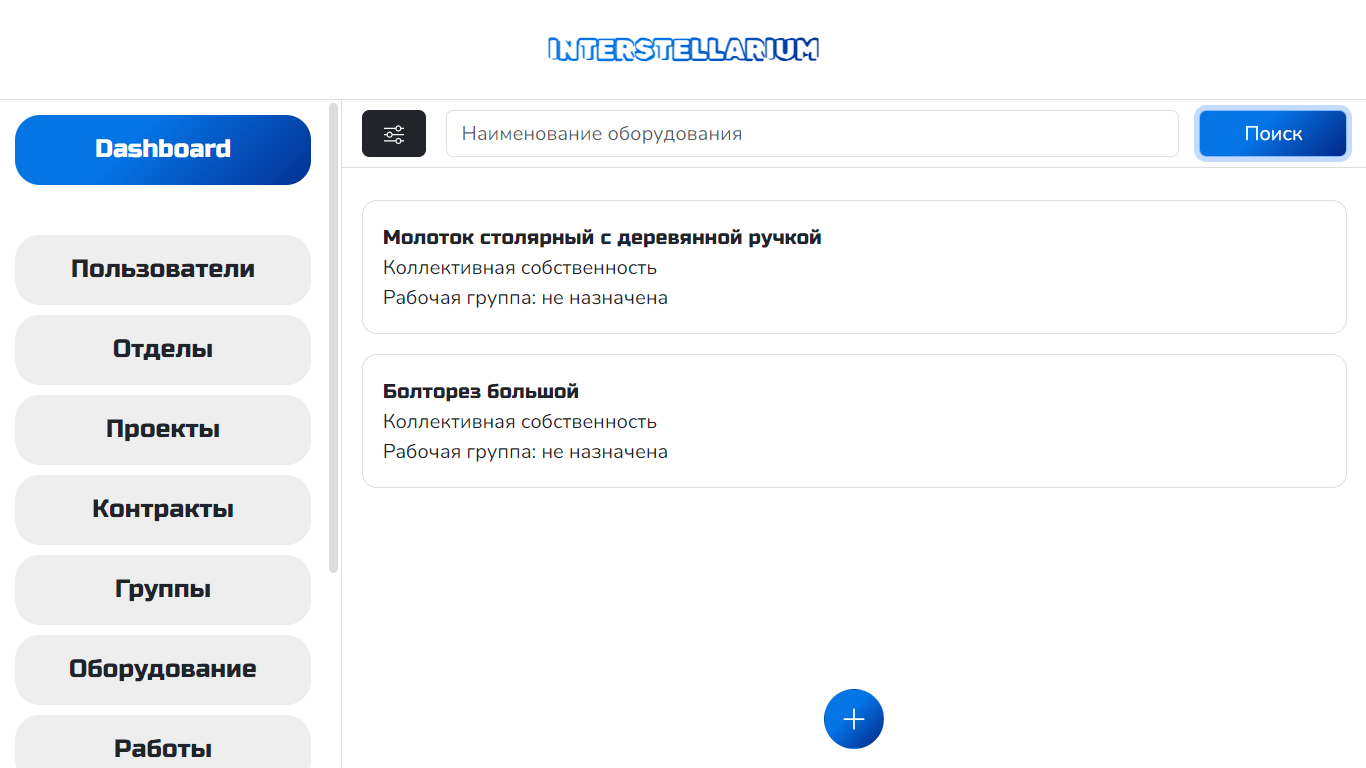 INTERSTELLARIUM
Dashboard
Пользователи
Отделы
Проекты
Контракты
Группы
Оборудование
Работы
Наименование оборудования
Поиск
Молоток столярный с деревянной ручкой
Коллективная собственность
Рабочая группа: не назначена
Болторез большой
Коллективная собственность
Рабочая группа: не назначена